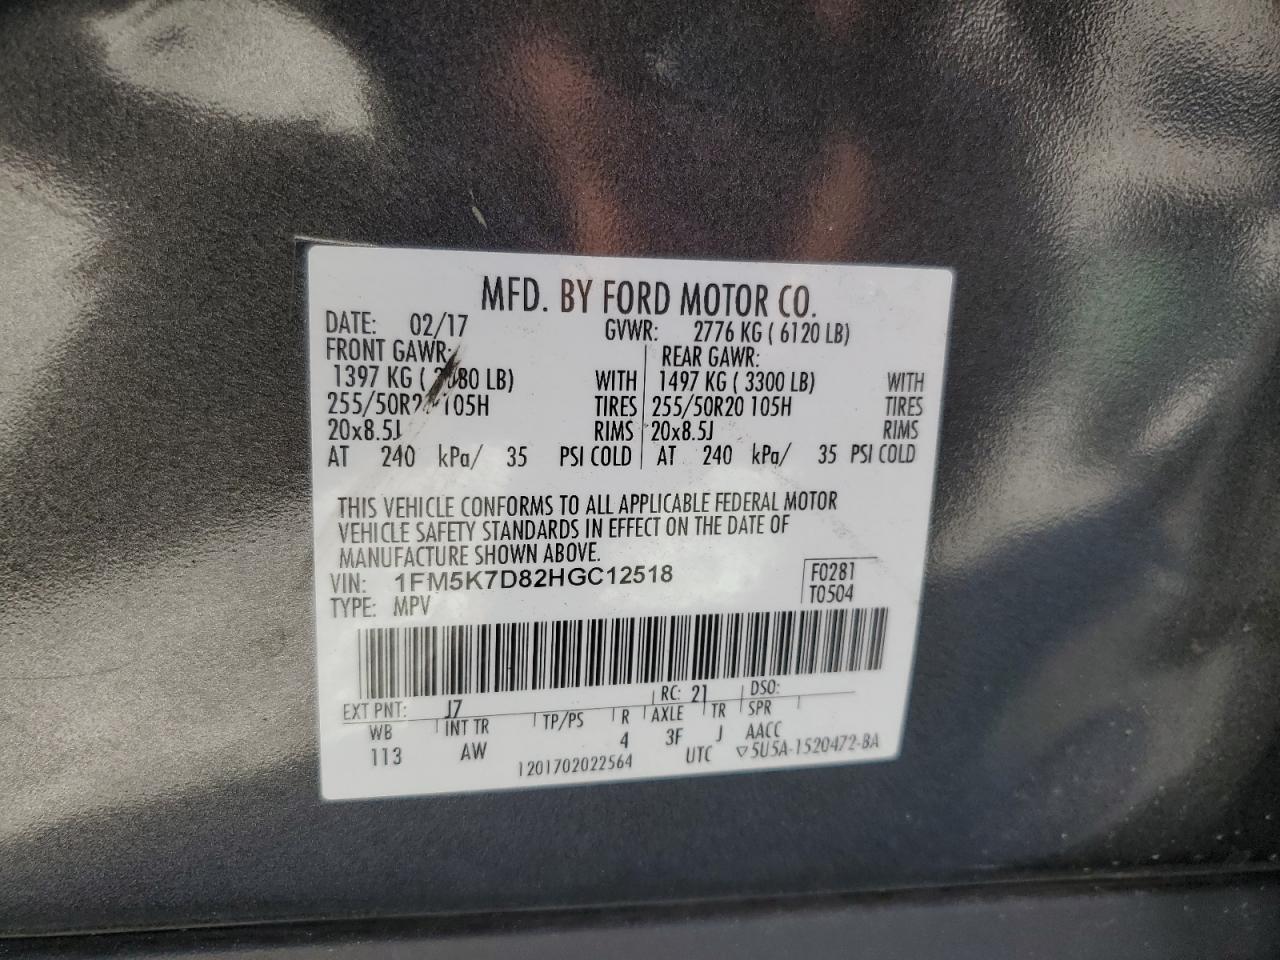 MFD. BY FORD MOTOR CO.
DATE: 02/17 GVWR: 2776 KG ( 6120 LB)
FRONT GAWR: REAR GAWR:
1397 KG ( LB) WITH 1497 KG ( 3300 LB) WITH
105H TIRES 255/50R20 105H TIRES
20x8.5J RIMS 20x8.5J RIMS
AT 240 kPa/ 35 PSI COLD AT 240 kPa/ 35 PSI COLD
THIS VEHICLE CONFORMS TO ALL APPLICABLE FEDERAL MOTOR
VEHICLE SAFETY STANDARDS IN EFFECT ON THE DATE OF
MANUFACTURE SHOWN ABOVE.
VIN: 1FM5K7D82HGC12518 F0281
TYPE: MPV T0504
EXT PNT: J7 RC: 21 DSO:
WB INT TR TP/PS R AXLE TR SPR
113 AW 4 3F J AACC
1201702022564 UTC ▽5U5A-1520472-BA